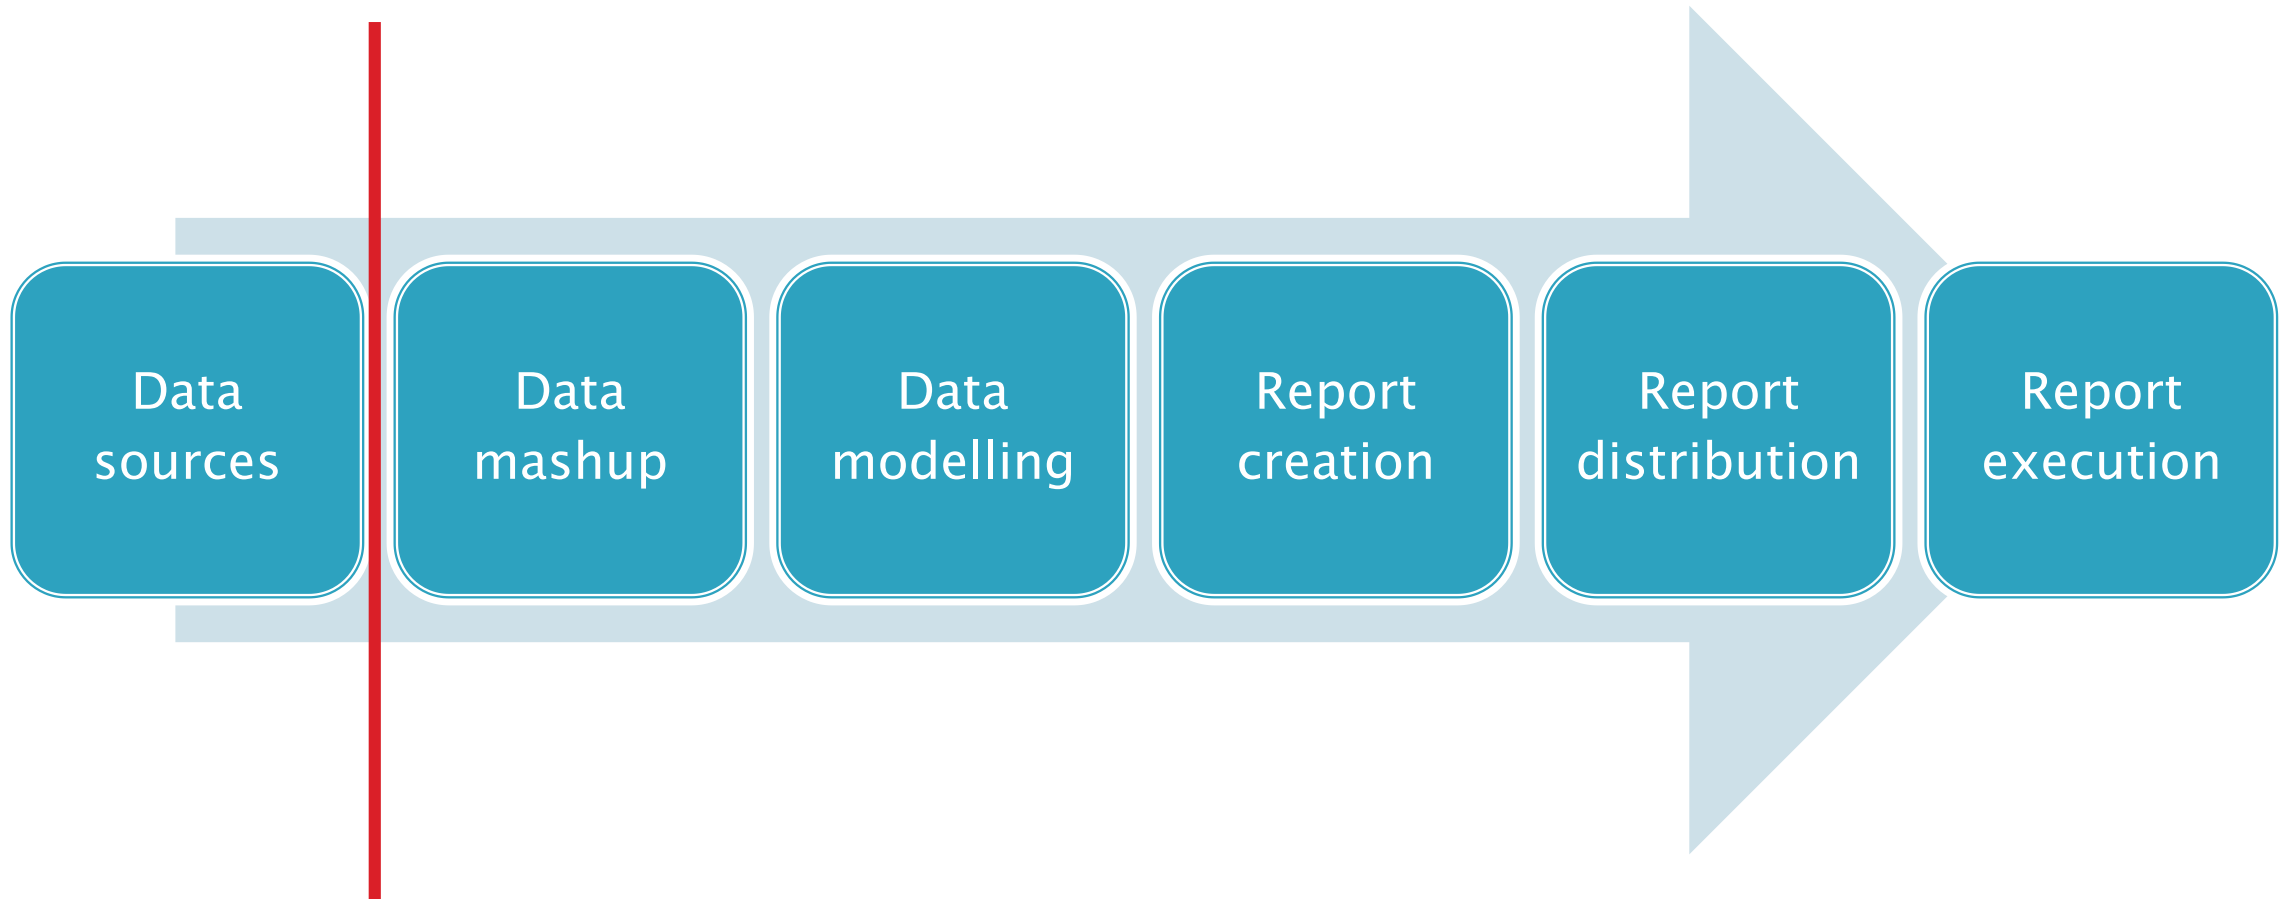 Data
sources
Data
mashup
Data
modelling
Report
creation
Report
distribution
Report
execution